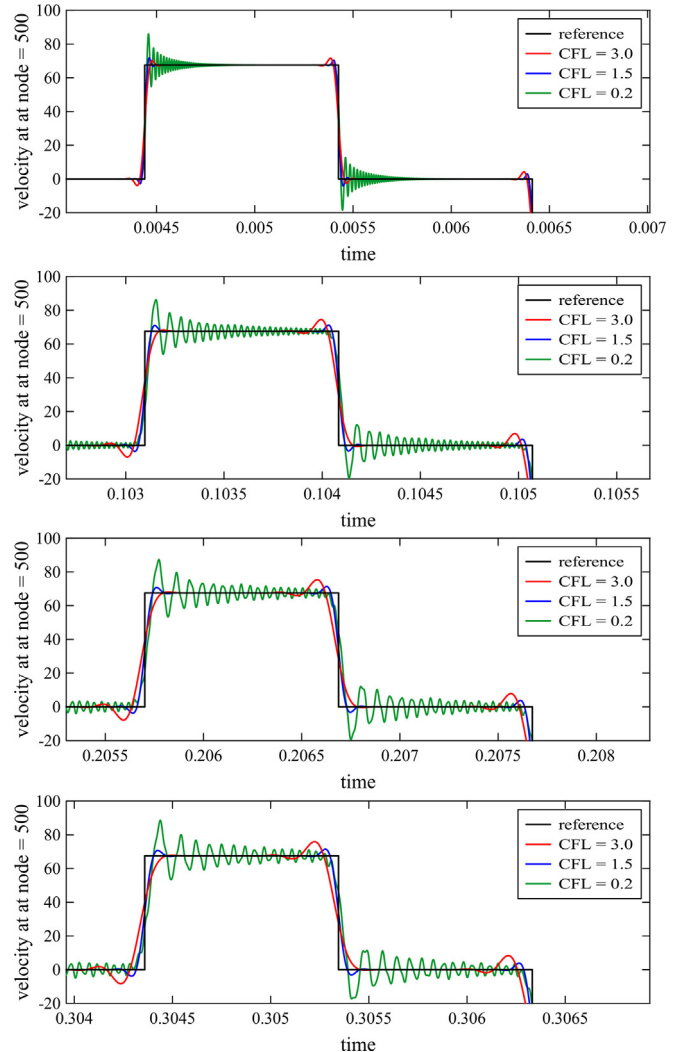 100
80
60
40
20
0
-20
velocity at at node = 500
reference
CFL = 3.0
CFL = 1.5
CFL = 0.2
0.0045 0.005 0.0055 0.006 0.0065 0.007
time
100
80
60
40
20
0
-20
velocity at at node = 500
reference
CFL = 3.0
CFL = 1.5
CFL = 0.2
0.103 0.1035 0.104 0.1045 0.105 0.1055
time
100
80
60
40
20
0
-20
velocity at at node = 500
reference
CFL = 3.0
CFL = 1.5
CFL = 0.2
0.2055 0.206 0.2065 0.207 0.2075 0.208
time
100
80
60
40
20
0
-20
velocity at at node = 500
reference
CFL = 3.0
CFL = 1.5
CFL = 0.2
0.304 0.3045 0.305 0.3055 0.306 0.3065
time